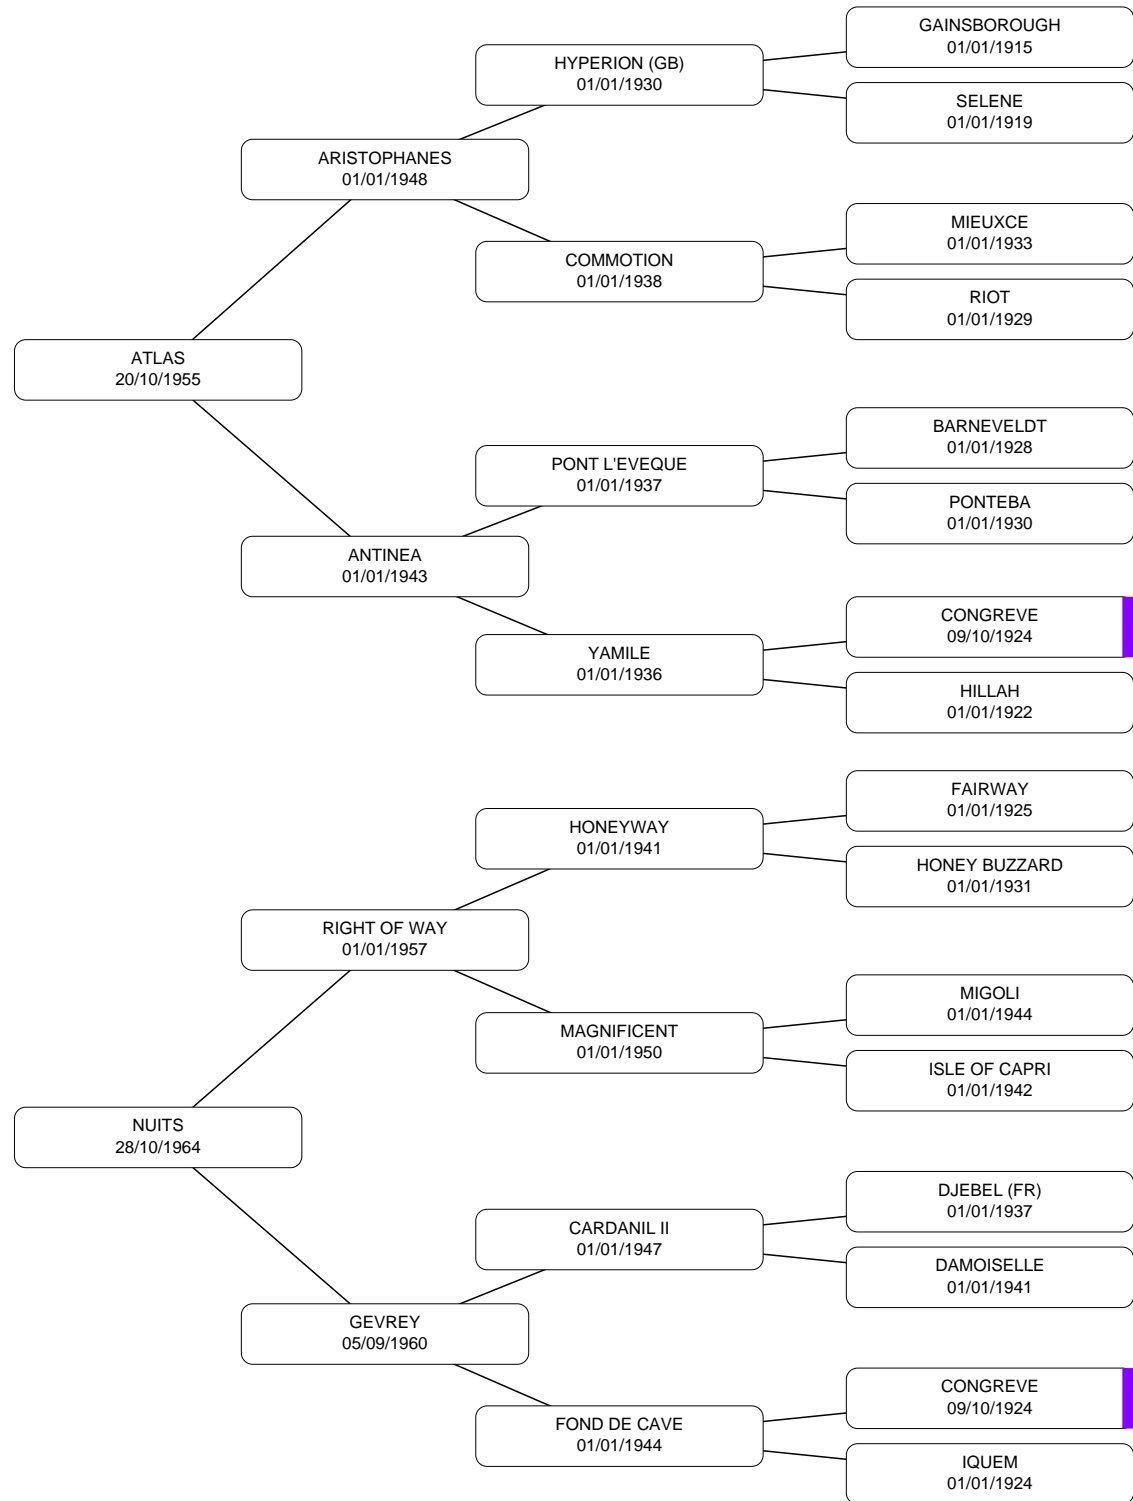 GAINSBOROUGH
01/01/1915
HYPERION (GB)
01/01/1930
SELENE
01/01/1919
ARISTOPHANES
01/01/1948
MIEUXCE
01/01/1933
COMMOTION
01/01/1938
RIOT
01/01/1929
ATLAS
20/10/1955
BARNEVELDT
01/01/1928
PONT L'EVEQUE
01/01/1937
PONTEBA
01/01/1930
ANTINEA
01/01/1943
CONGREVE
09/10/1924
YAMILE
01/01/1936
HILLAH
01/01/1922
FAIRWAY
01/01/1925
HONEYWAY
01/01/1941
HONEY BUZZARD
01/01/1931
RIGHT OF WAY
01/01/1957
MIGOLI
01/01/1944
MAGNIFICENT
01/01/1950
ISLE OF CAPRI
01/01/1942
NUITS
28/10/1964
DJEBEL (FR)
01/01/1937
CARDANIL II
01/01/1947
DAMOISELLE
01/01/1941
GEVREY
05/09/1960
CONGREVE
09/10/1924
FOND DE CAVE
01/01/1944
IQUEM
01/01/1924